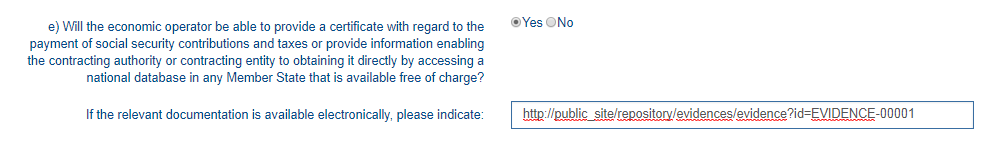 e) Will the economic operator be able to provide a certificate with regard to the
payment of social security contributions and taxes or provide information enabling
the contracting authority or contracting entity to obtaining it directly by accessing a
national database in any Member State that is available free of charge?
Yes No
If the relevant documentation is available electronically, please indicate:
http://public_site/repository/evidences/evidence?id=EVIDENCE-00001